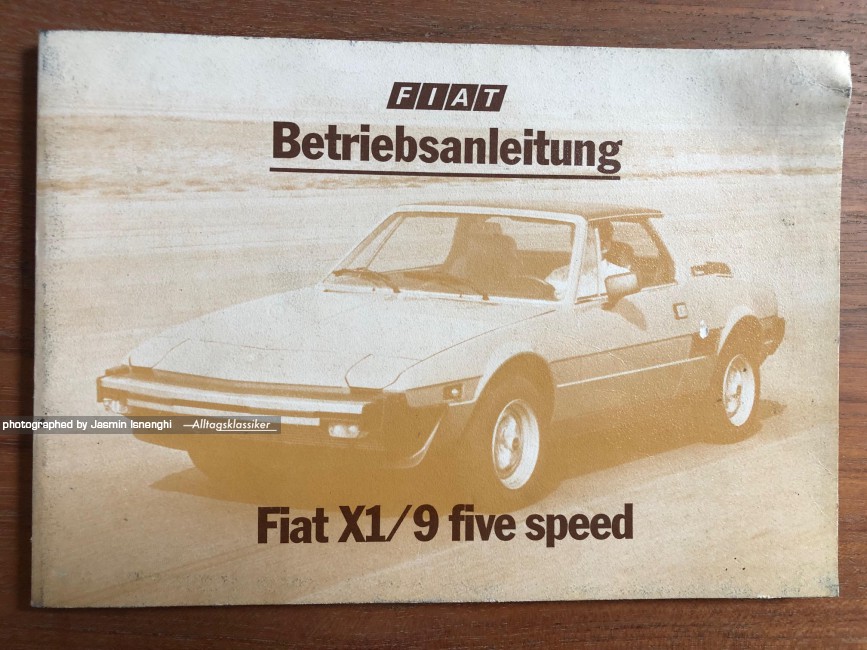 FIAT
Betriebsanleitung
photographed by Jasmin Isnenghi —Alltagsklassiker
Fiat X1/9 five speed